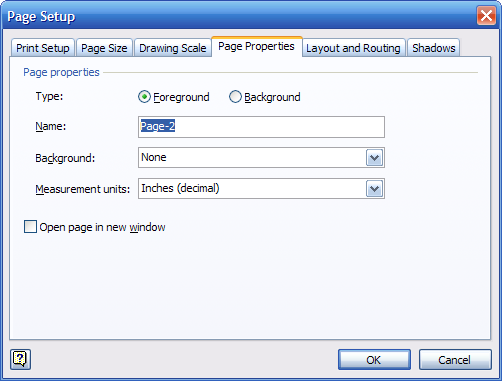 Page Setup
Print Setup Page Size Drawing Scale Page Properties Layout and Routing Shadows
Page properties
Type: Foreground Background
Name: Page-2
Background: None
Measurement units: Inches (decimal)
Open page in new window
? OK Cancel